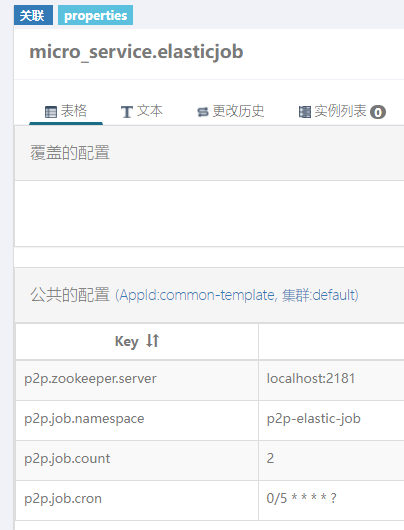 关联 properties
micro_service.elasticjob
表格 文本 更改历史 实例列表 0
覆盖的配置
公共的配置 (AppId:common-template, 集群:default)
Key
p2p.zookeeper.server localhost:2181
p2p.job.namespace p2p-elastic-job
p2p.job.count 2
p2p.job.cron 0/5 * * * * ?